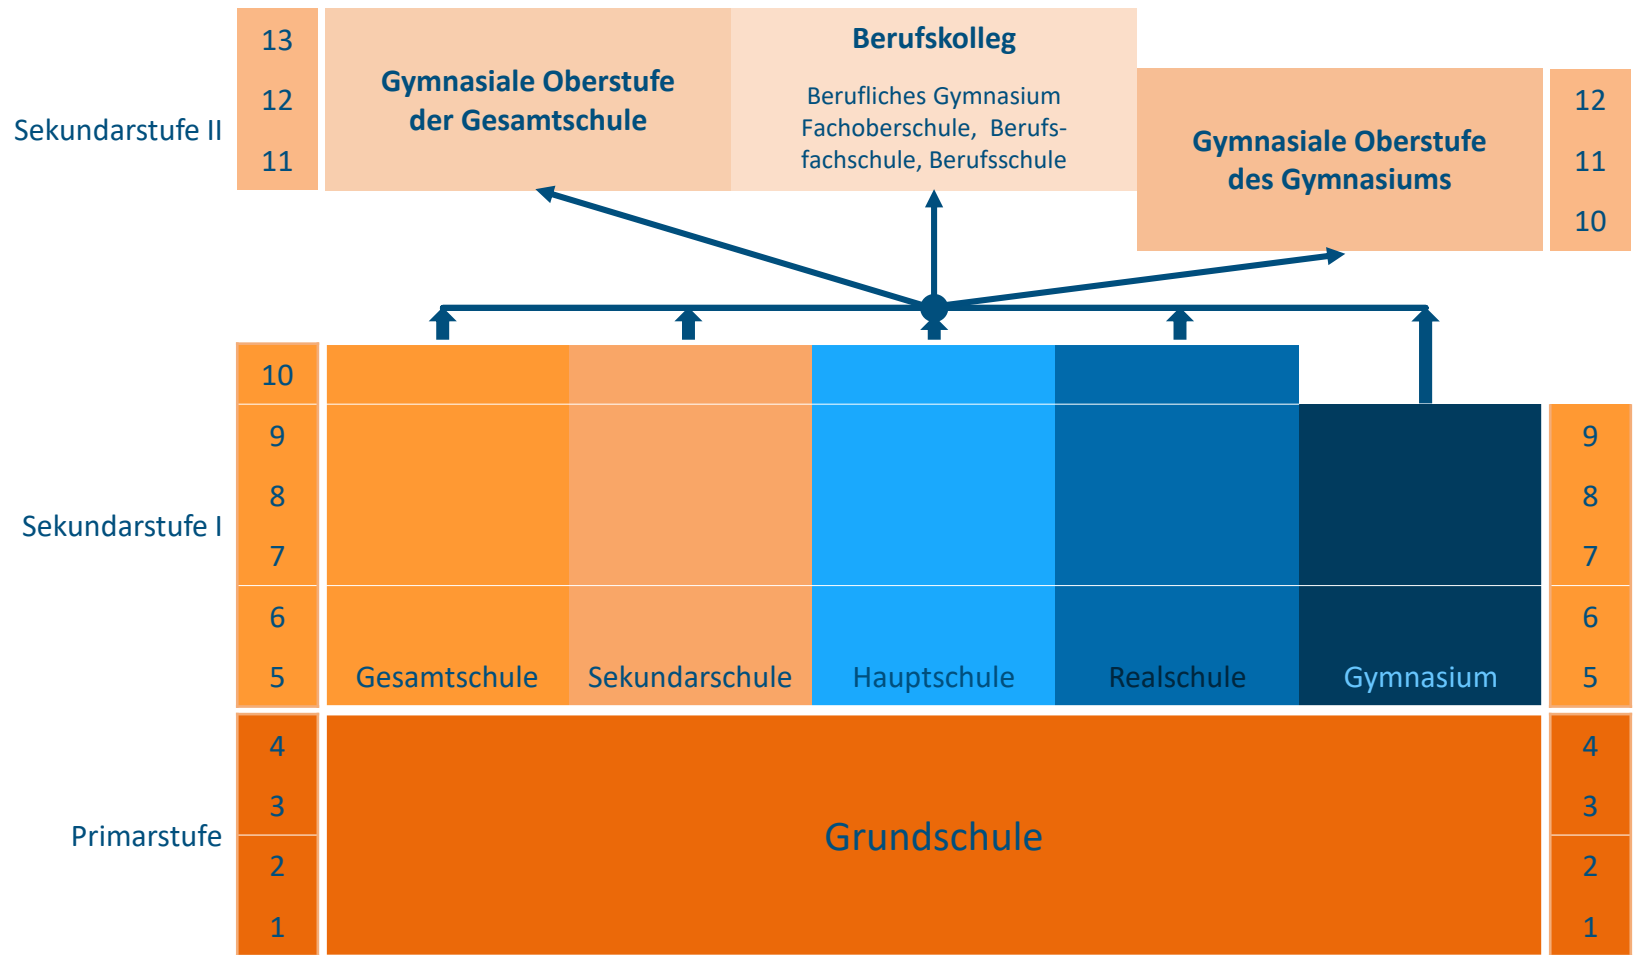 13
12
11
Sekundarstufe II
Gymnasiale Oberstufe
der Gesamtschule
Berufskolleg
Berufliches Gymnasium
Fachoberschule, Berufs-
fachschule, Berufsschule
Gymnasiale Oberstufe
des Gymnasiums
12
11
10
10
9
8
7
6
5
Sekundarstufe I
Gesamtschule
Sekundarschule
Hauptschule
Realschule
Gymnasium
9
8
7
6
5
4
3
2
1
Primarstufe
Grundschule
4
3
2
1